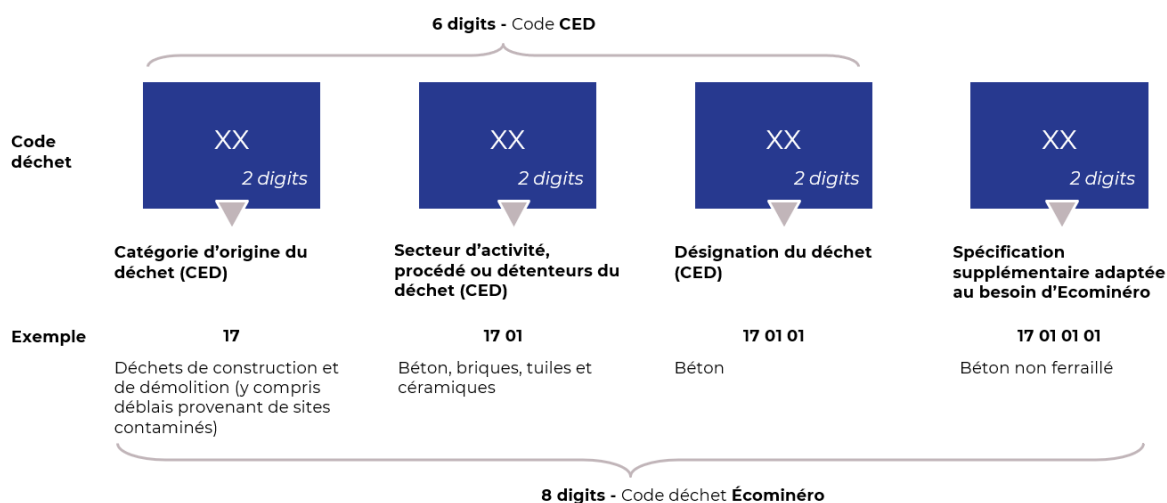 6 digits - Code CED
Code
déchet
XX
2 digits
XX
2 digits
XX
2 digits
XX
2 digits
Catégorie d'origine du
déchet (CED)
Secteur d'activité,
procédé ou détenteurs du
déchet (CED)
Désignation du déchet
(CED)
Spécification
supplémentaire adaptée
au besoin d'Ecominéro
Exemple
17
17 01
17 01 01
17 01 01 01
Déchets de construction et
de démolition (y compris
déblais provenant de sites
contaminés)
Béton, briques, tuiles et
céramiques
Béton
Béton non ferraillé
8 digits - Code déchet Écominéro